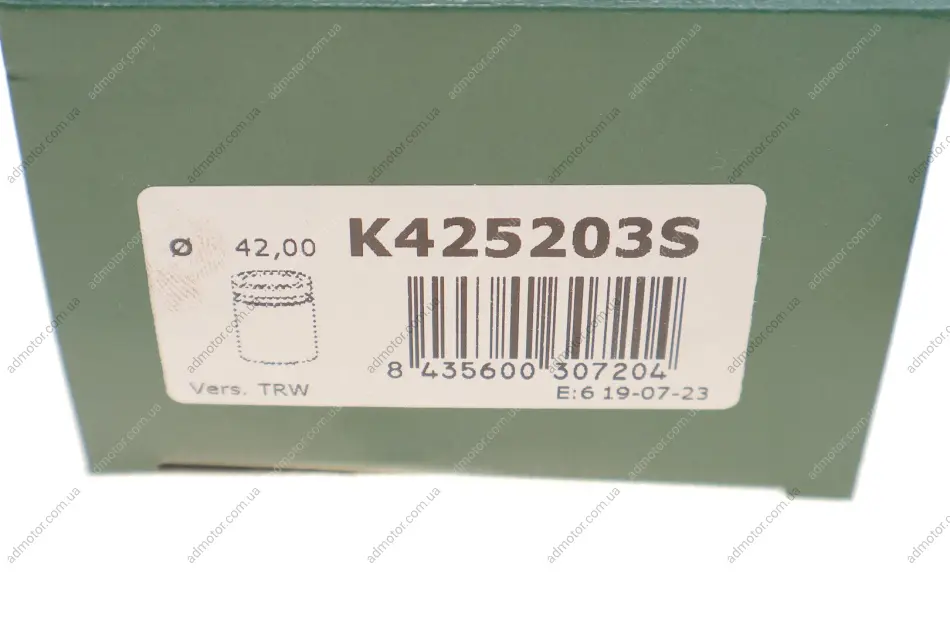 Ø 42,00 K425203S
8 435600 307204
Vers. TRW E:6 19-07-23
admotor.com.ua